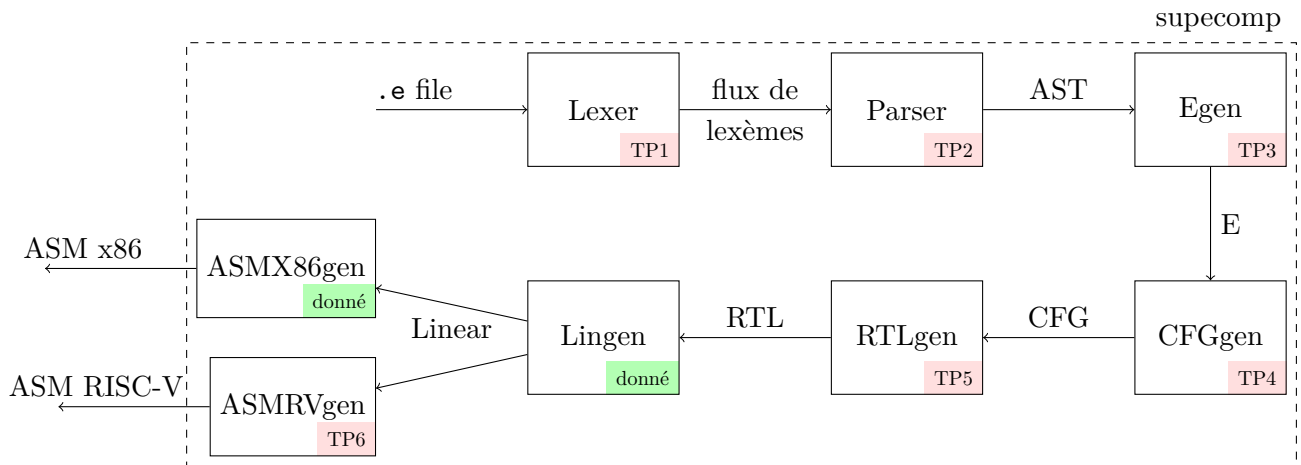 supecomp
.e file
Lexer
TP1
flux de
lexèmes
Parser
TP2
AST
Egen
TP3
E
ASM x86
ASMX86gen
donné
Linear
Lingen
donné
RTL
RTLgen
TP5
CFG
CFGgen
TP4
ASM RISC-V
ASMRVgen
TP6